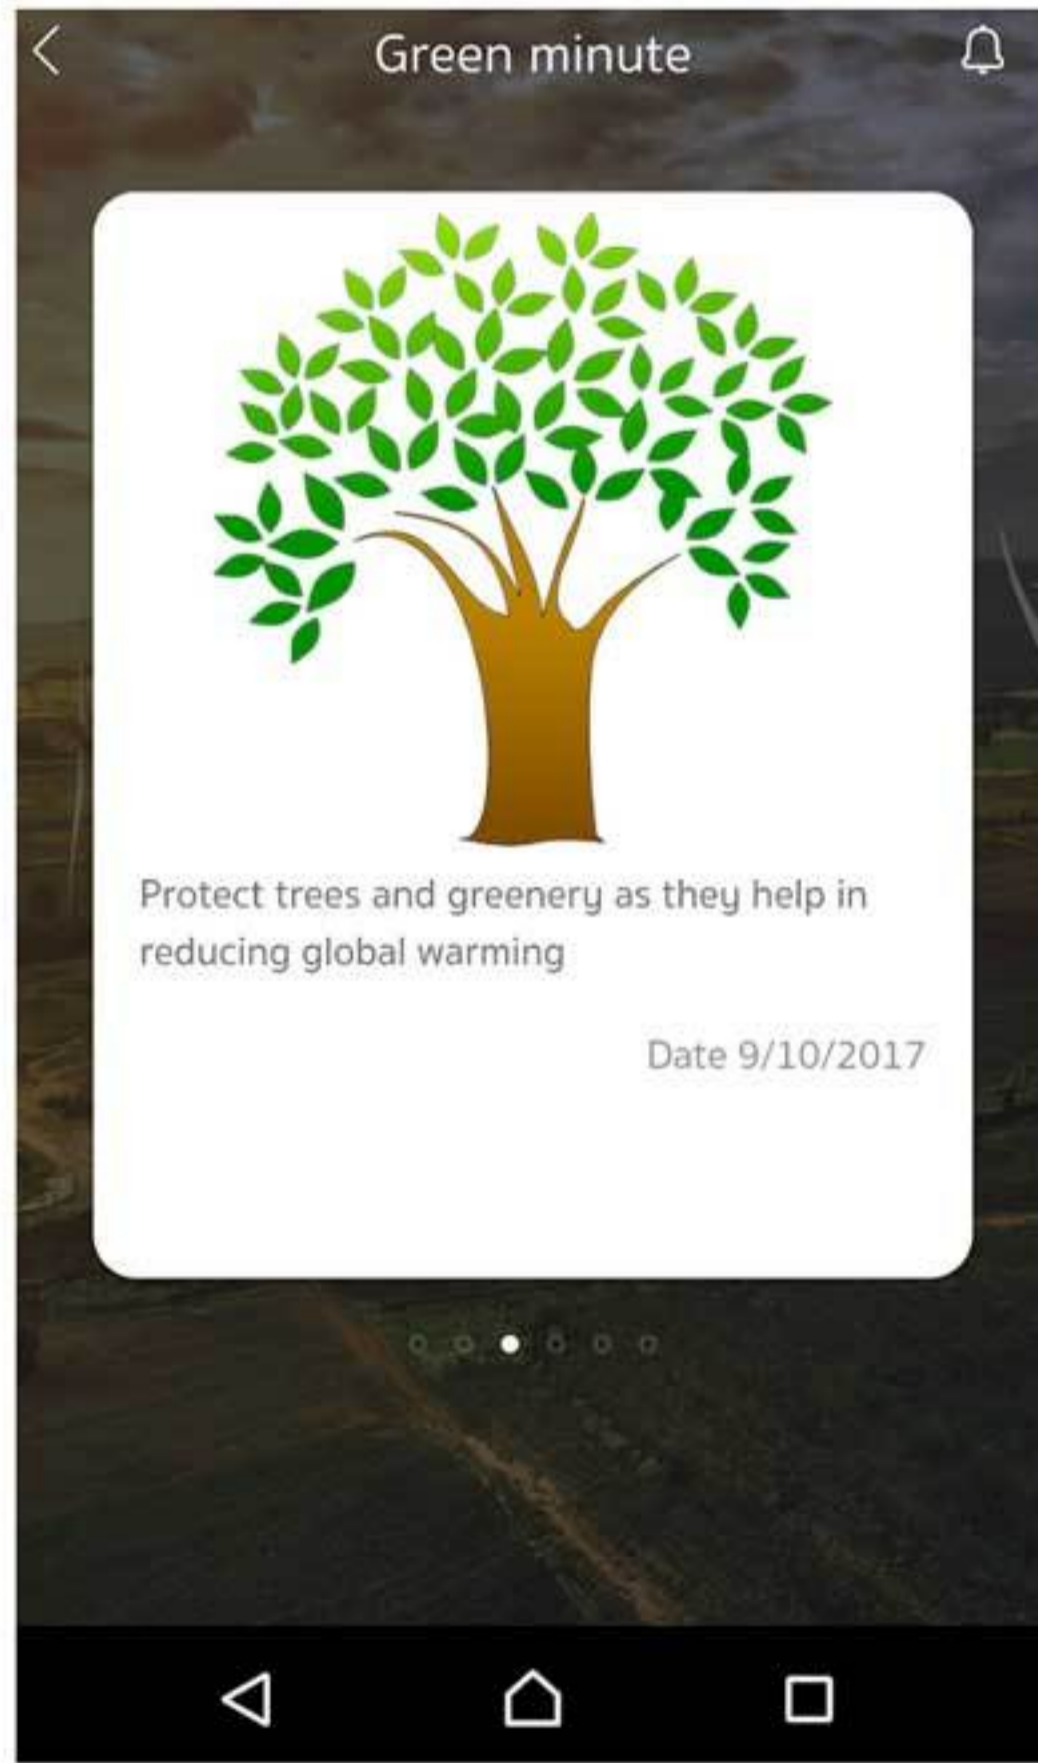 Green minute
Protect trees and greenery as they help in
reducing global warming
Date 9/10/2017